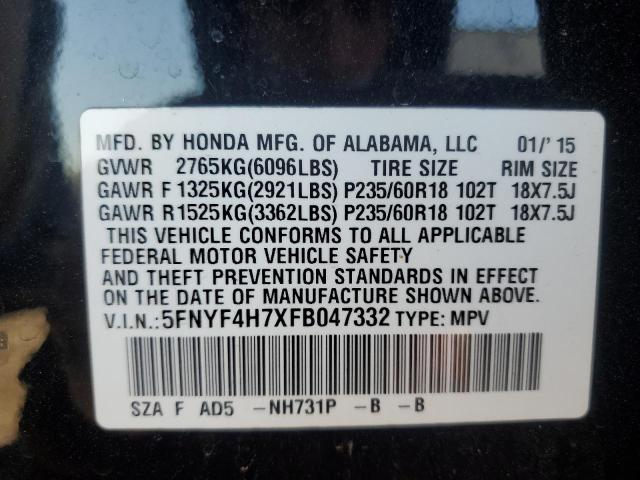 MFD. BY HONDA MFG. OF ALABAMA, LLC 01/'15
GVWR 2765KG(6096LBS) TIRE SIZE RIM SIZE
GAWR F 1325KG(2921LBS) P235/60R18 102T 18X7.5J
GAWR R1525KG(3362LBS) P235/60R18 102T 18X7.5J
THIS VEHICLE CONFORMS TO ALL APPLICABLE
FEDERAL MOTOR VEHICLE SAFETY
AND THEFT PREVENTION STANDARDS IN EFFECT
ON THE DATE OF MANUFACTURE SHOWN ABOVE.
V.I.N.:5FNYF4H7XFB047332 TYPE: MPV
SZA F AD5 -NH731P -B -B